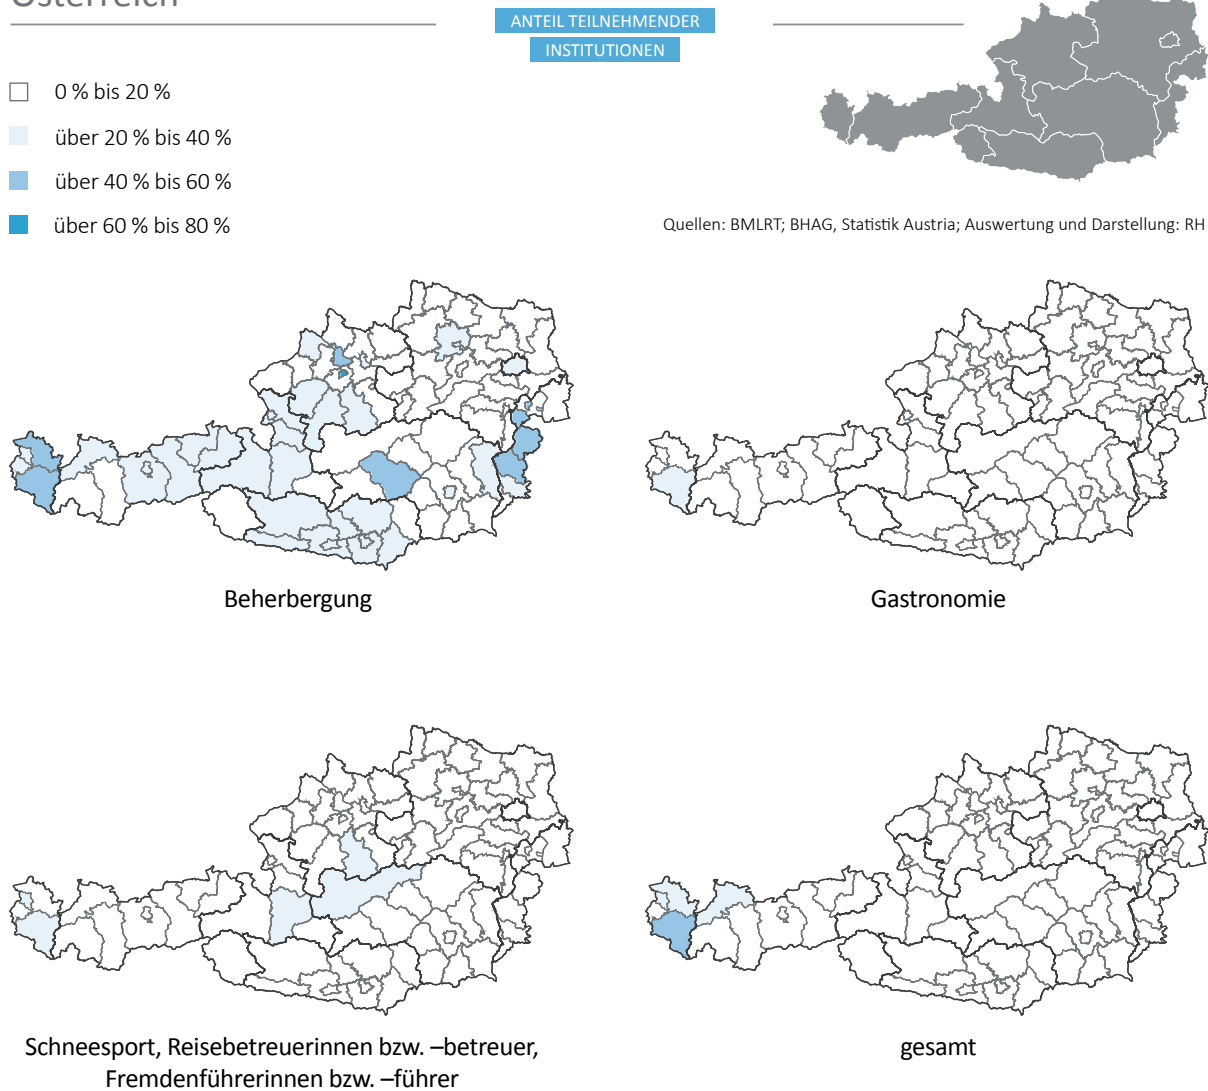 Österreich
ANTEIL TEILNEHMENDER
INSTITUTIONEN
0 % bis 20 %
über 20 % bis 40 %
über 40 % bis 60 %
über 60 % bis 80 %
Quellen: BMLRT; BHAG, Statistik Austria; Auswertung und Darstellung: RH
Beherbergung
Gastronomie
Schneesport, Reisebetreuerinnen bzw. –betreuer,
Fremdenführerinnen bzw. –führer
gesamt